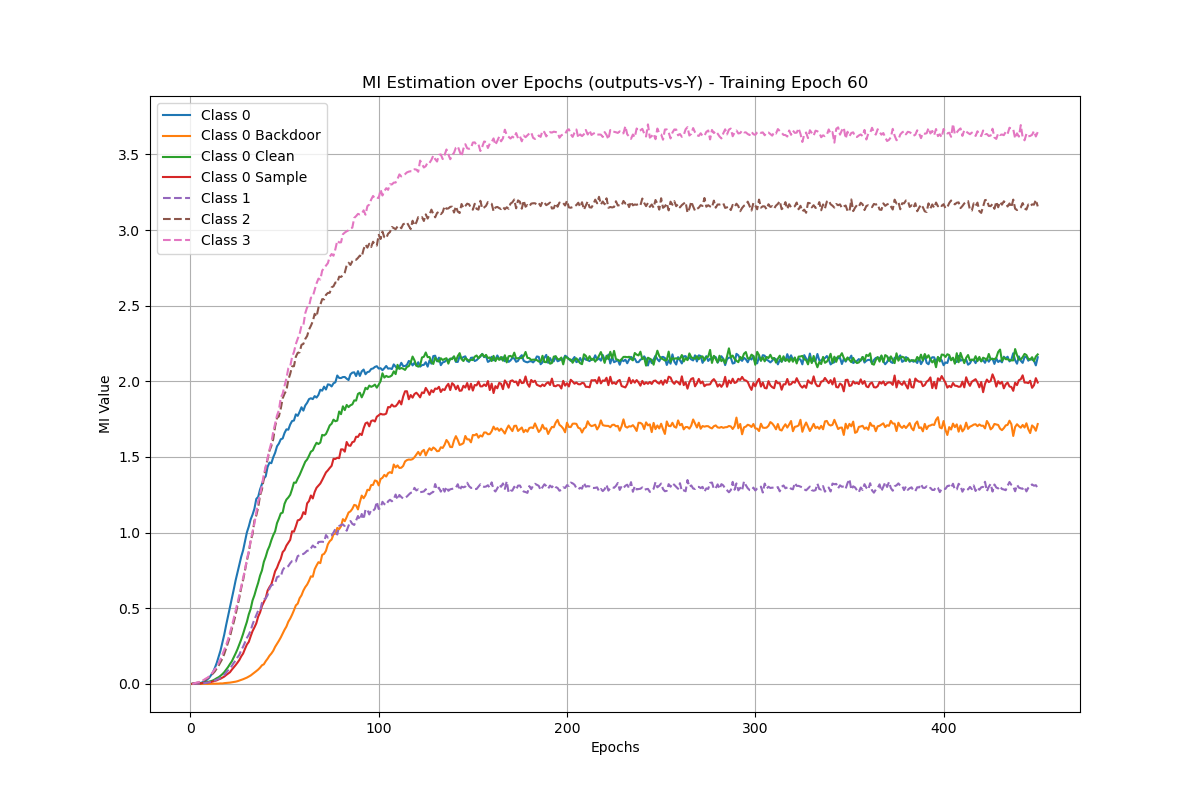 MI Estimation over Epochs (outputs-vs-Y) - Training Epoch 60
Class 0
Class 0 Backdoor
Class 0 Clean
Class 0 Sample
Class 1
Class 2
Class 3
MI Value
3.5
3.0
2.5
2.0
1.5
1.0
0.5
0.0
0 100 200 300 400
Epochs